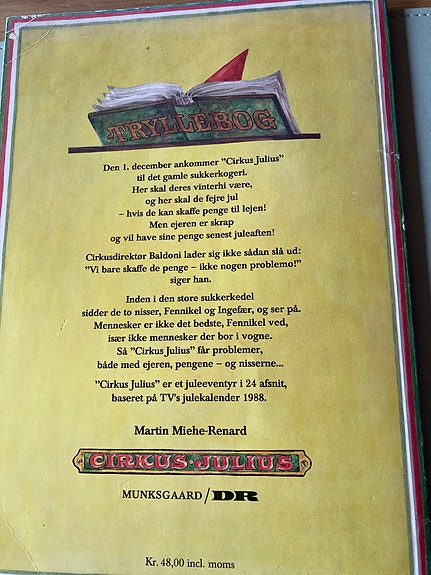 TRYLLEBOG
Den 1. december ankommer ”Cirkus Julius”
til det gamle sukkerkogeri.
Her skal deres vinterhi være,
og her skal de fejre jul
– hvis de kan skaffe penge til lejen!
Men ejeren er skrap
og vil have sine penge senest juleaften!
Cirkusdirektør Baldoni lader sig ikke sådan slå ud:
”Vi bare skaffe de penge – ikke nogen problemo!”
siger han.
Inden i den store sukkerkedel
sidder de to nisser, Fennikel og Ingefær, og ser på.
Mennesker er ikke det bedste, Fennikel ved,
især ikke mennesker der bor i vogne.
Så ”Cirkus Julius” får problemer,
både med ejeren, pengene – og nisserne...
”Cirkus Julius” er et juleeventyr i 24 afsnit,
baseret på TV's julekalender 1988.
Martin Miehe-Renard
CIRKUS·JULIUS
MUNKSGAARD/DR
Kr. 48,00 incl. moms